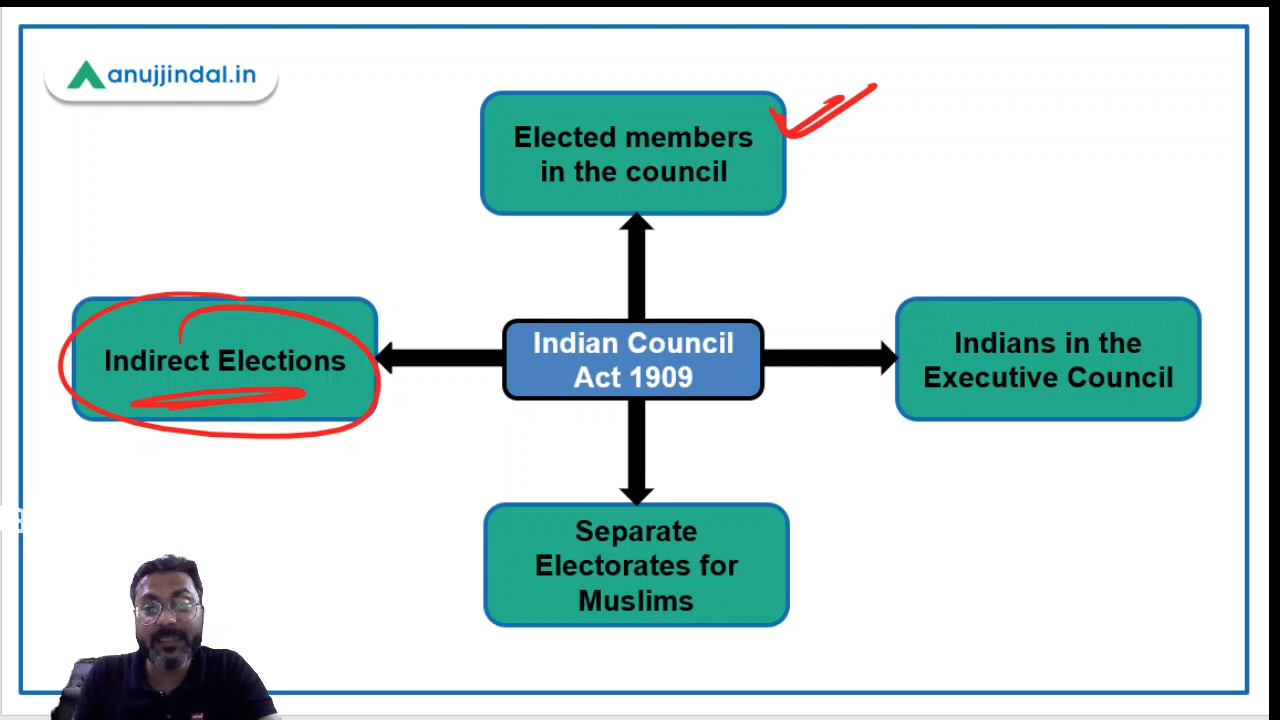 anujjindal.in
Elected members
in the council
Indirect Elections
Indian Council
Act 1909
Indians in the
Executive Council
Separate
Electorates for
Muslims